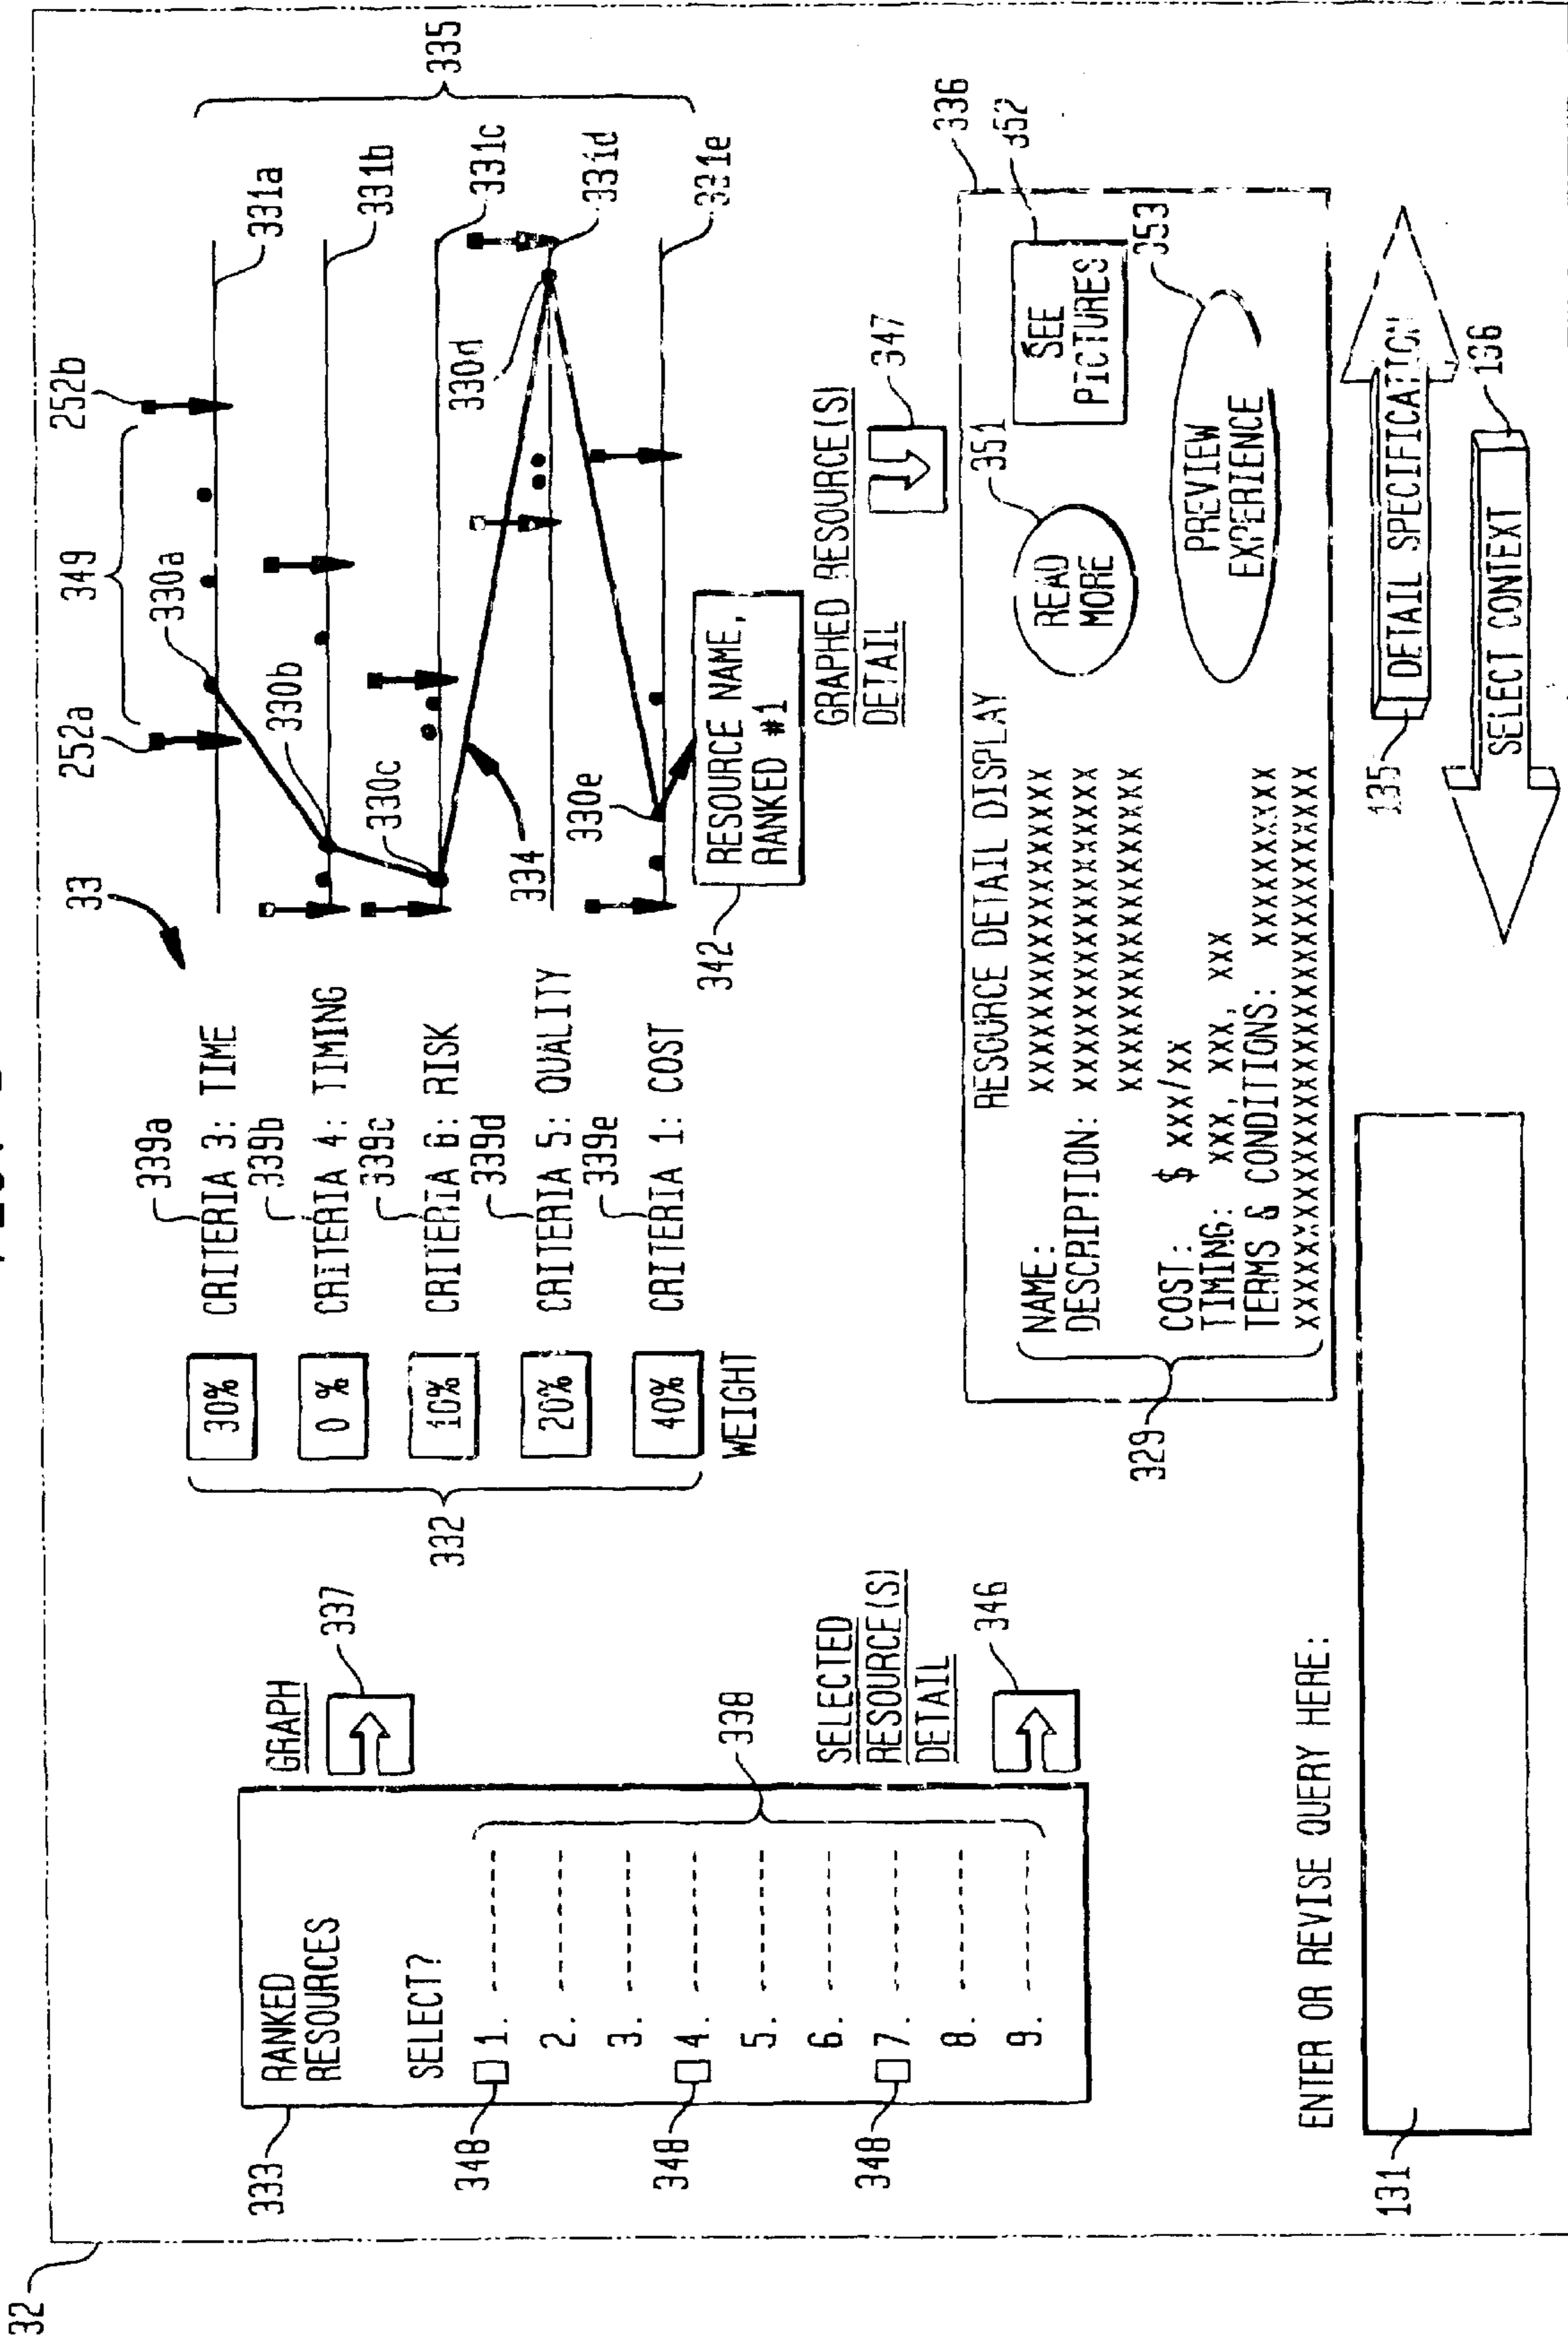 32
33
RANKED
RESOURCES
SELECT?
1.
2.
3.
4.
5.
6.
7.
8.
9.
333
348
348
348
338
GRAPH
337
SELECTED
RESOURCE(S)
DETAIL
346
332
30%
0 %
10%
20%
40%
WEIGHT
339a
CRITERIA 3: TIME
339b
CRITERIA 4: TIMING
339c
CRITERIA 6: RISK
339d
CRITERIA 5: QUALITY
339e
CRITERIA 1: COST
252a
349
252b
330a
330b
330c
330d
330e
331a
331b
331c
331d
331e
334
335
342
RESOURCE NAME,
RANKED #1
GRAPHED RESOURCE(S)
DETAIL
347
336
RESOURCE DETAIL DISPLAY
NAME: XXXXXXXXXXXXXXXXXX
DESCRIPTION: XXXXXXXXXXXXXXXXXX
XXXXXXXXXXXXXXXXXX
COST: $ XXX/XX
TIMING: XXX, XXX, XXX
TERMS & CONDITIONS: XXXXXXXXXX
XXXXXXXXXXXXXXXXXXXXXXXXXXXXXXX
329
351
READ
MORE
352
SEE
PICTURES
353
PREVIEW
EXPERIENCE
ENTER OR REVISE QUERY HERE:
131
135
DETAIL SPECIFICATION
SELECT CONTEXT
136